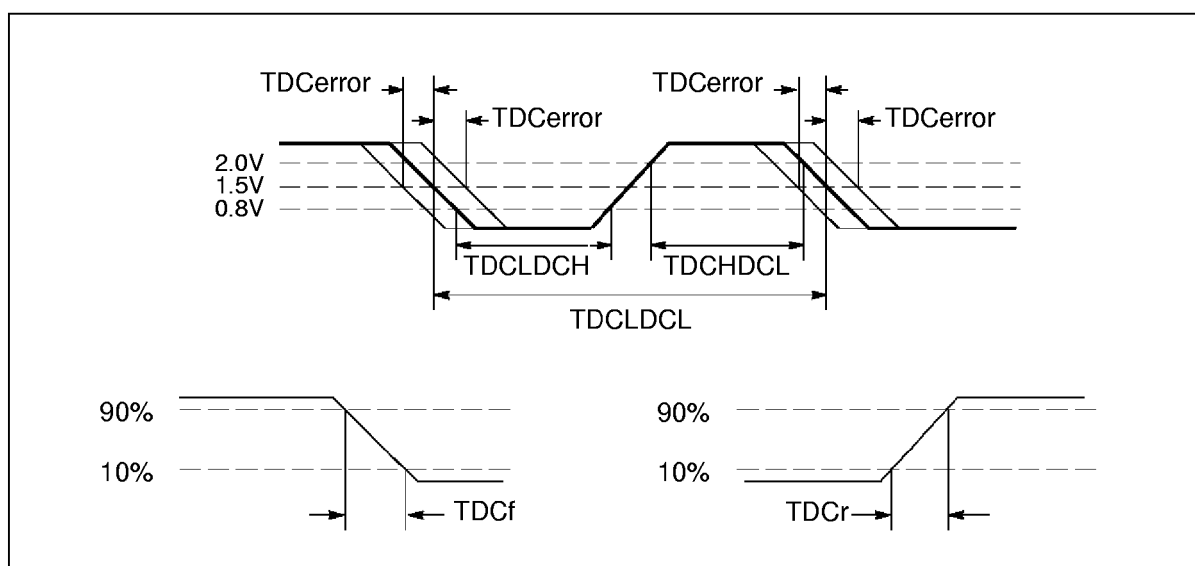 TDCerror
TDCerror
TDCerror
TDCerror
2.0V
1.5V
0.8V
TDCLDCH
TDCHDCL
TDCLDCL
90%
10%
TDCf
90%
10%
TDCr